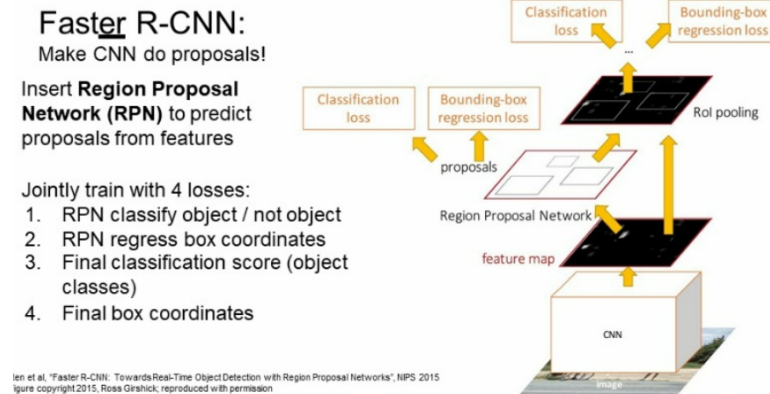 Faster R-CNN:
Make CNN do proposals!
Insert Region Proposal
Network (RPN) to predict
proposals from features
Jointly train with 4 losses:
1. RPN classify object / not object
2. RPN regress box coordinates
3. Final classification score (object
classes)
4. Final box coordinates
Classification
loss
Bounding-box
regression loss
...
RoI pooling
Classification
loss
Bounding-box
regression loss
proposals
Region Proposal Network
feature map
CNN
image
et al, "Faster R-CNN: Towards Real-Time Object Detection with Region Proposal Networks", NIPS 2015
copyright 2015, Ross Girshick; reproduced with permission